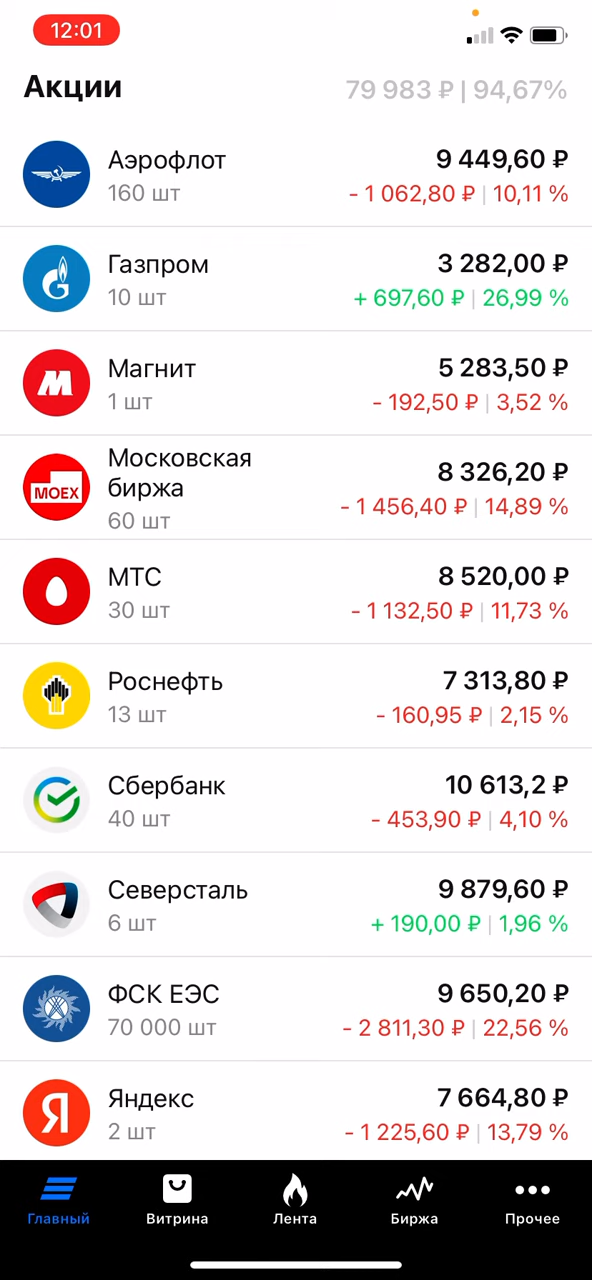 12:01
Акции
79 983 ₽ | 94,67%
Аэрофлот
9 449,60 ₽
160 шт
- 1 062,80 ₽ | 10,11 %
Газпром
3 282,00 ₽
10 шт
+ 697,60 ₽ | 26,99 %
Магнит
5 283,50 ₽
1 шт
- 192,50 ₽ | 3,52 %
MOEX
Московская
биржа
8 326,20 ₽
60 шт
- 1 456,40 ₽ | 14,89 %
МТС
8 520,00 ₽
30 шт
- 1 132,50 ₽ | 11,73 %
Роснефть
7 313,80 ₽
13 шт
- 160,95 ₽ | 2,15 %
Сбербанк
10 613,2 ₽
40 шт
- 453,90 ₽ | 4,10 %
Северсталь
9 879,60 ₽
6 шт
+ 190,00 ₽ | 1,96 %
ФСК ЕЭС
9 650,20 ₽
70 000 шт
- 2 811,30 ₽ | 22,56 %
Я
Яндекс
7 664,80 ₽
2 шт
- 1 225,60 ₽ | 13,79 %
Главный
Витрина
Лента
Биржа
Прочее